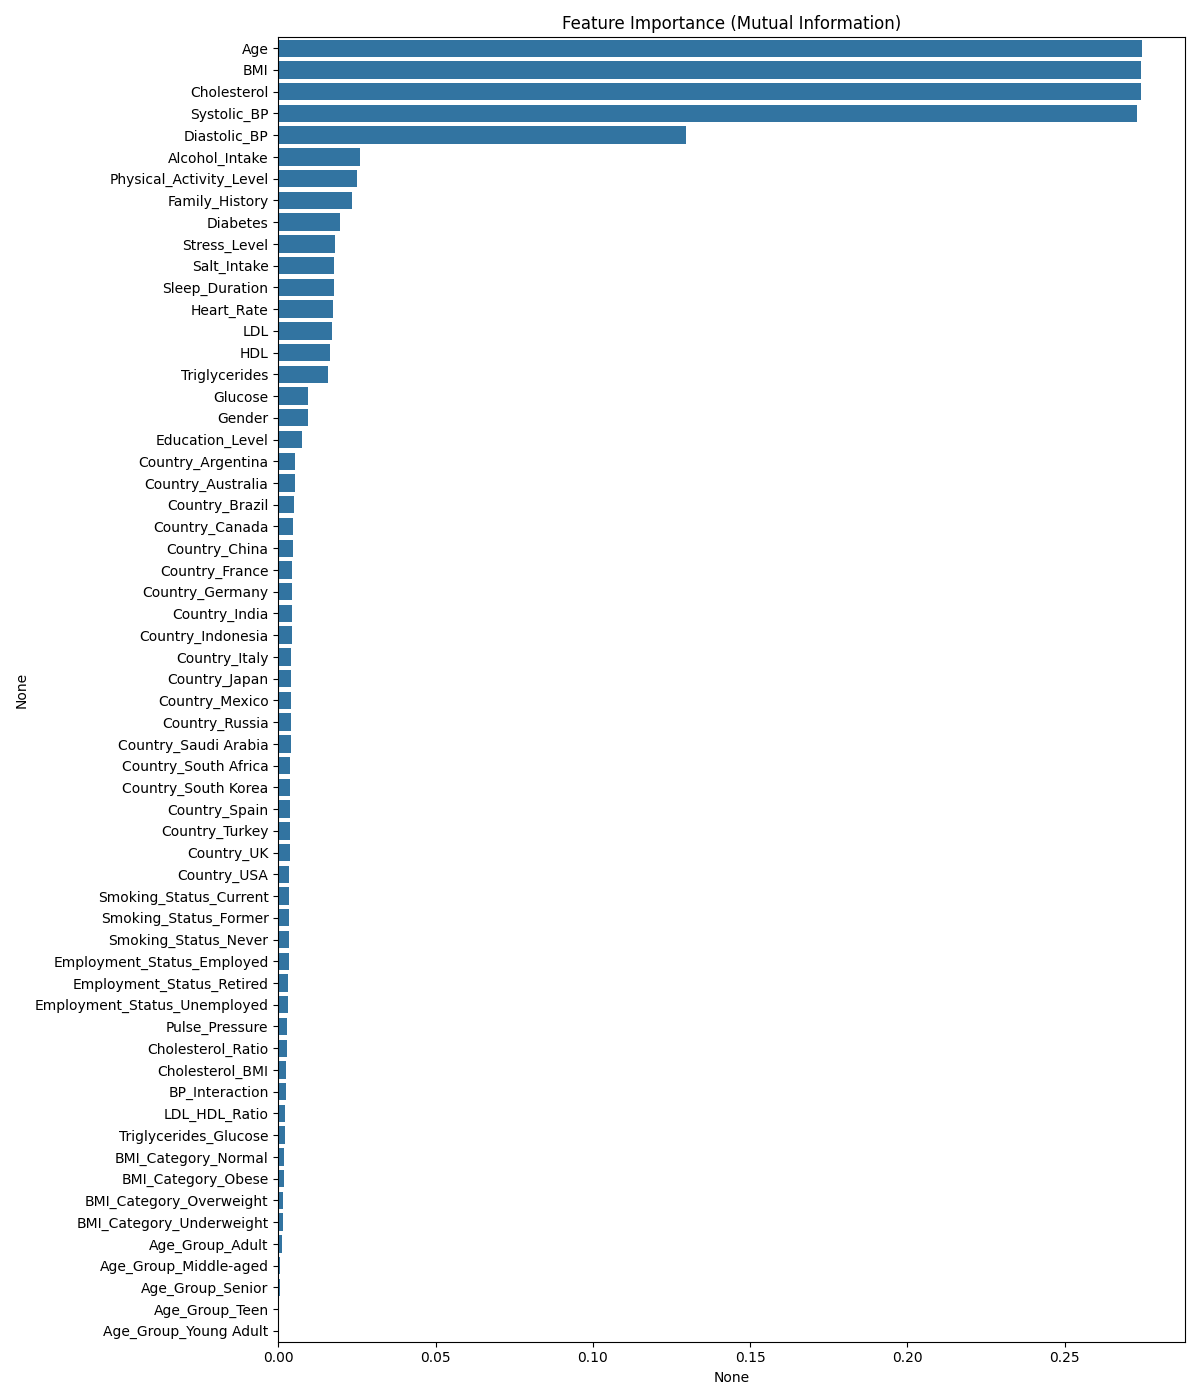 Feature Importance (Mutual Information)
Age
BMI
Cholesterol
Systolic_BP
Diastolic_BP
Alcohol_Intake
Physical_Activity_Level
Family_History
Diabetes
Stress_Level
Salt_Intake
Sleep_Duration
Heart_Rate
LDL
HDL
Triglycerides
Glucose
Gender
Education_Level
Country_Argentina
Country_Australia
Country_Brazil
Country_Canada
Country_China
Country_France
Country_Germany
Country_India
Country_Indonesia
Country_Italy
Country_Japan
Country_Mexico
Country_Russia
Country_Saudi Arabia
Country_South Africa
Country_South Korea
Country_Spain
Country_Turkey
Country_UK
Country_USA
Smoking_Status_Current
Smoking_Status_Former
Smoking_Status_Never
Employment_Status_Employed
Employment_Status_Retired
Employment_Status_Unemployed
Pulse_Pressure
Cholesterol_Ratio
Cholesterol_BMI
BP_Interaction
LDL_HDL_Ratio
Triglycerides_Glucose
BMI_Category_Normal
BMI_Category_Obese
BMI_Category_Overweight
BMI_Category_Underweight
Age_Group_Adult
Age_Group_Middle-aged
Age_Group_Senior
Age_Group_Teen
Age_Group_Young Adult
None
0.00 0.05 0.10 0.15 0.20 0.25
None